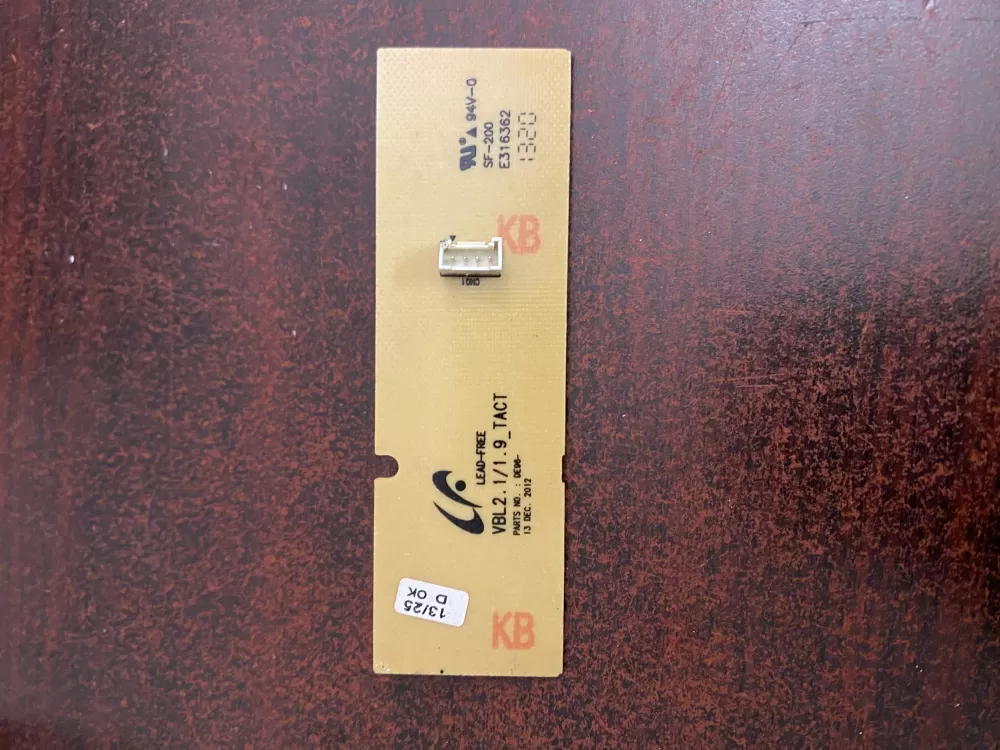 94V-0
SF-200
E316362
1320
KB
CN01
LEAD-FREE
VBL2.1/1.9_TACT
PARTS NO. : DE96-
13 DEC. 2012
13/25
D OK
KB